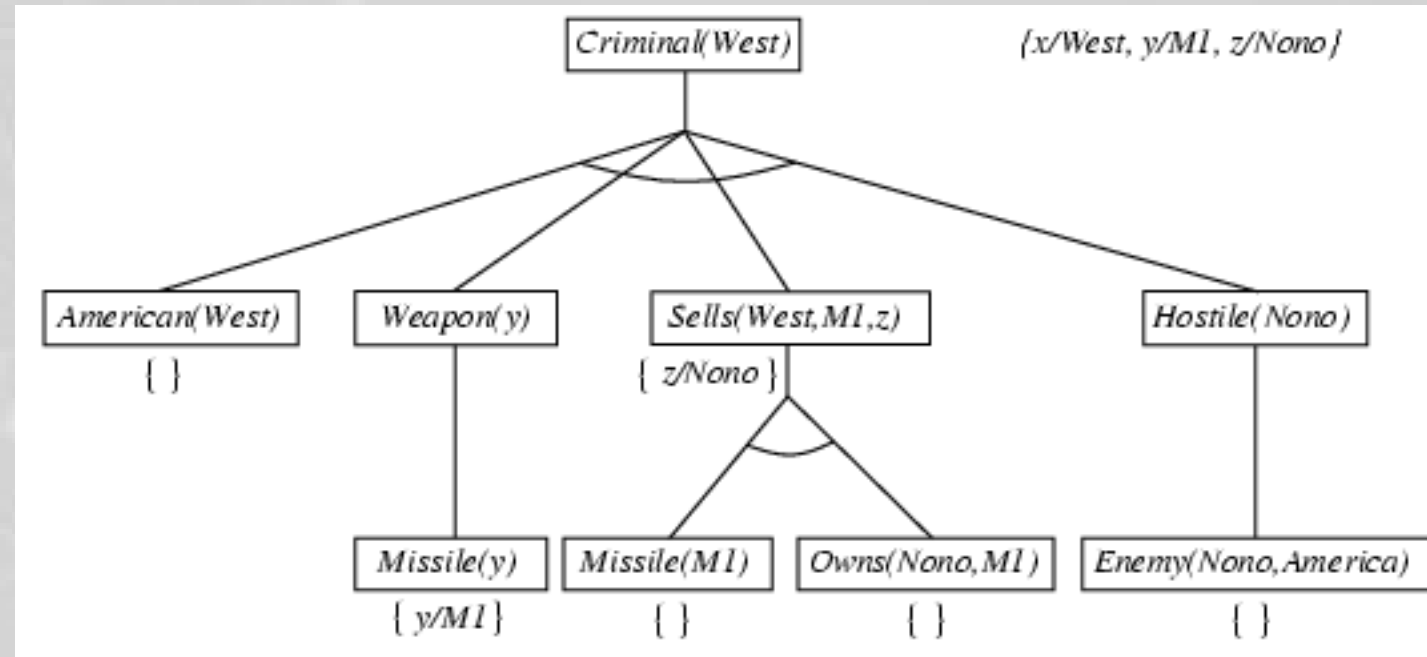 Criminal(West)
{x/West, y/M1, z/Nono}
American(West)
Weapon(y)
Sells(West,M1,z)
Hostile(Nono)
{ }
{ z/Nono }
Missile(y)
Missile(M1)
Owns(Nono,M1)
Enemy(Nono,America)
{ y/M1 }
{ }
{ }
{ }